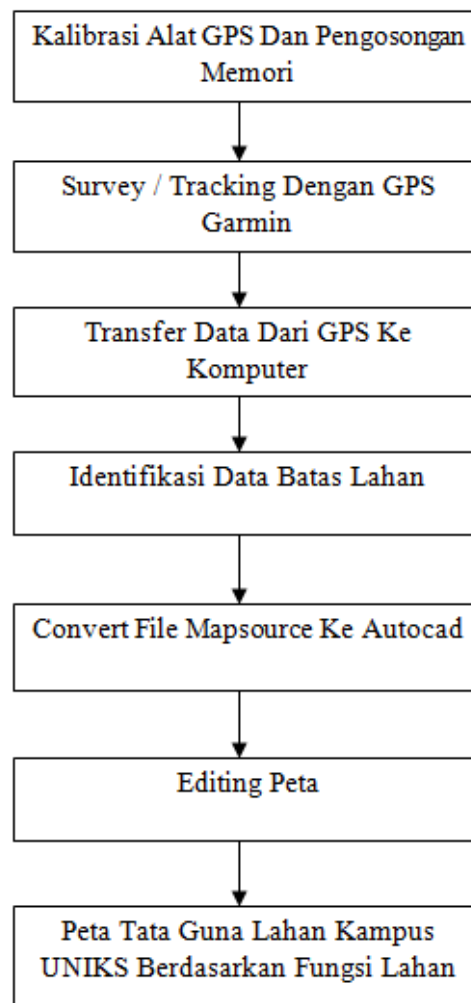 Kalibrasi Alat GPS Dan Pengosongan
Memori
Survey / Tracking Dengan GPS
Garmin
Transfer Data Dari GPS Ke
Komputer
Identifikasi Data Batas Lahan
Convert File Mapsource Ke Autocad
Editing Peta
Peta Tata Guna Lahan Kampus
UNIKS Berdasarkan Fungsi Lahan